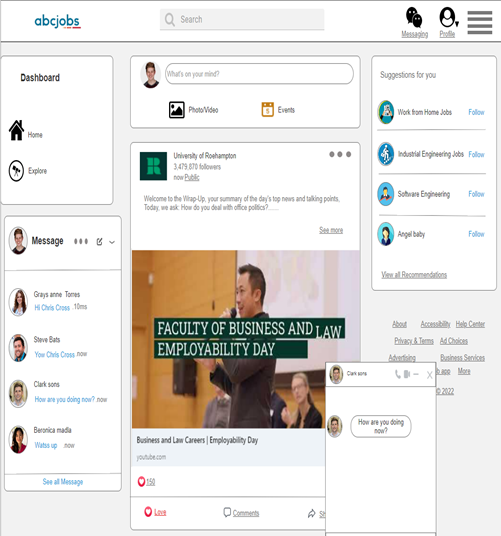 abcjobs
Search
Messaging
Profile
Dashboard
Home
Explore
Message
Grays anne Torres
Hi Chris Cross 10ms
Steve Bats
Yow Chris Cross .now
Clark sons
How are you doing now? now
Beronica madla
Watss up .now
See all Message
What's on your mind?
Photo/Video
Events
University of Roehampton
3,479,870 followers
now Public
Welcome to the Wrap-Up, your summary of the day's top news and talking points,
Today, we ask: How do you deal with office politics?.......
See more
FACULTY OF BUSINESS AND LAW
EMPLOYABILITY DAY
Business and Law Careers | Employability Day
youtube.com
150
Love
Comments
Sh
Suggestions for you
Work from Home Jobs Follow
Industrial Engineering Jobs Follow
Software Engineering Follow
Angel baby Follow
View all Recommendations
About Accessibility Help Center
Privacy & Terms Ad Choices
Advertising Business Services
app More
© 2022
Clark sons
X
How are you doing
now?